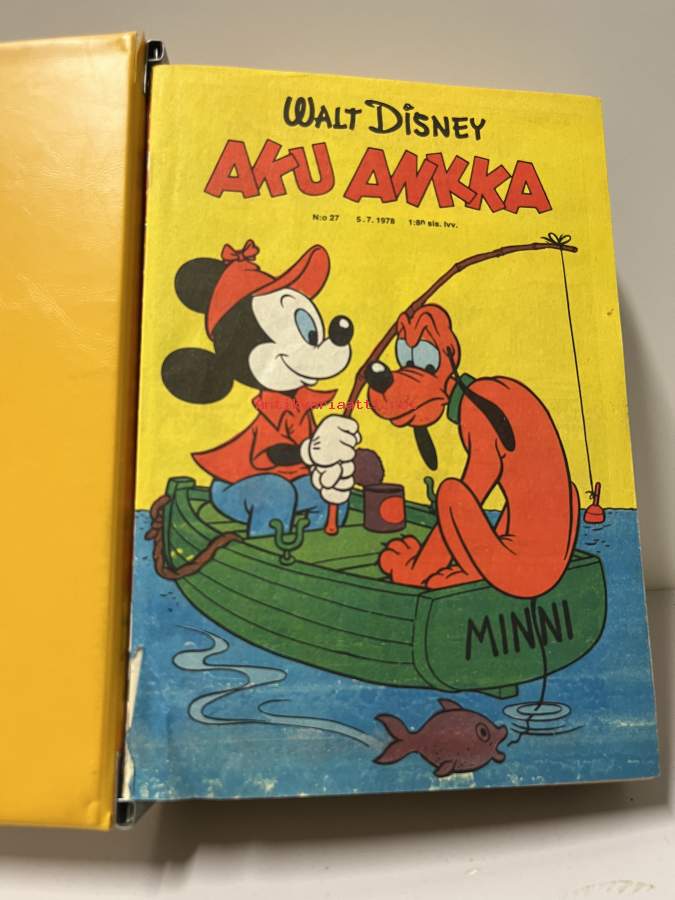 WALT DISNEY
AKU ANKKA
N:o 27 5.7.1978 1:80 sis. lvv.
MINNI